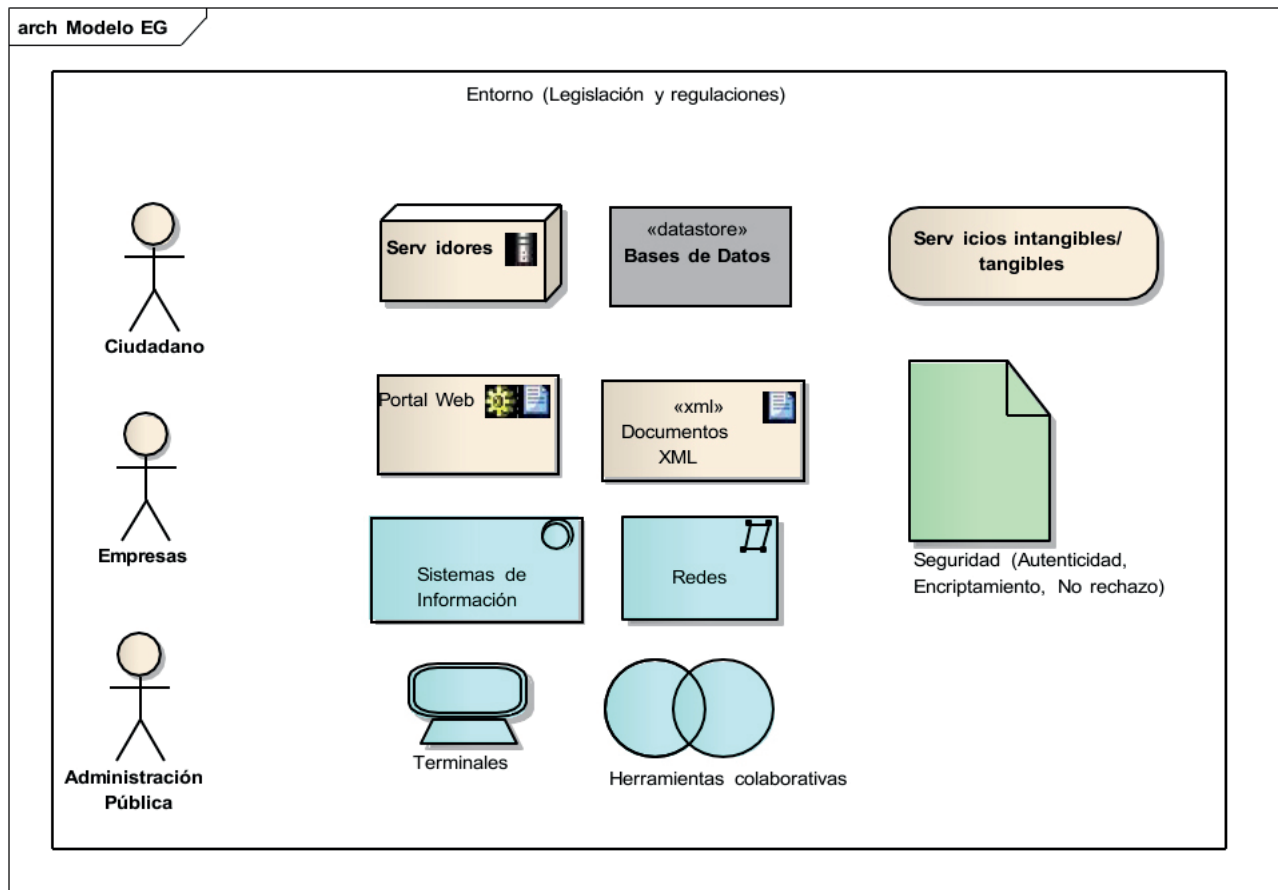 arch Modelo EG
Entorno (Legislación y regulaciones)
Ciudadano
Serv idores
«datastore»
Bases de Datos
Serv icios intangibles/
tangibles
Portal Web
«xml»
Documentos
XML
Empresas
Sistemas de
Información
Redes
Seguridad (Autenticidad,
Encriptamiento, No rechazo)
Administración
Pública
Terminales
Herramientas colaborativas